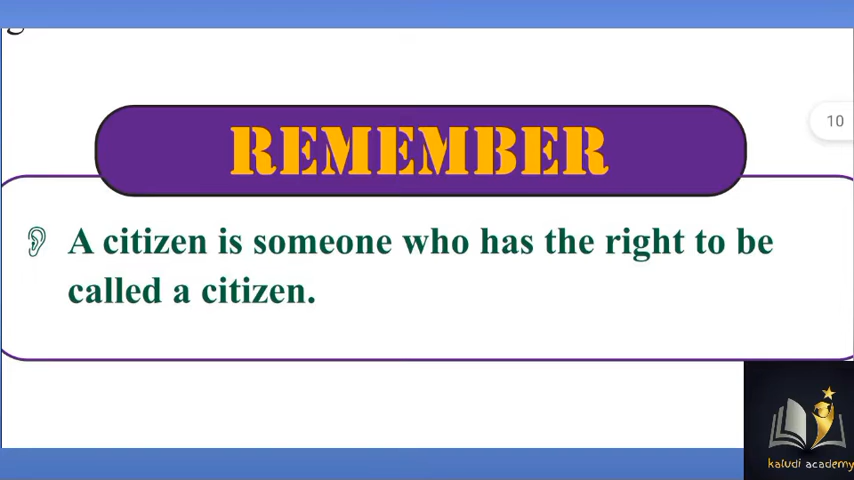 REMEMBER
10
A citizen is someone who has the right to be
called a citizen.
kaludi academy